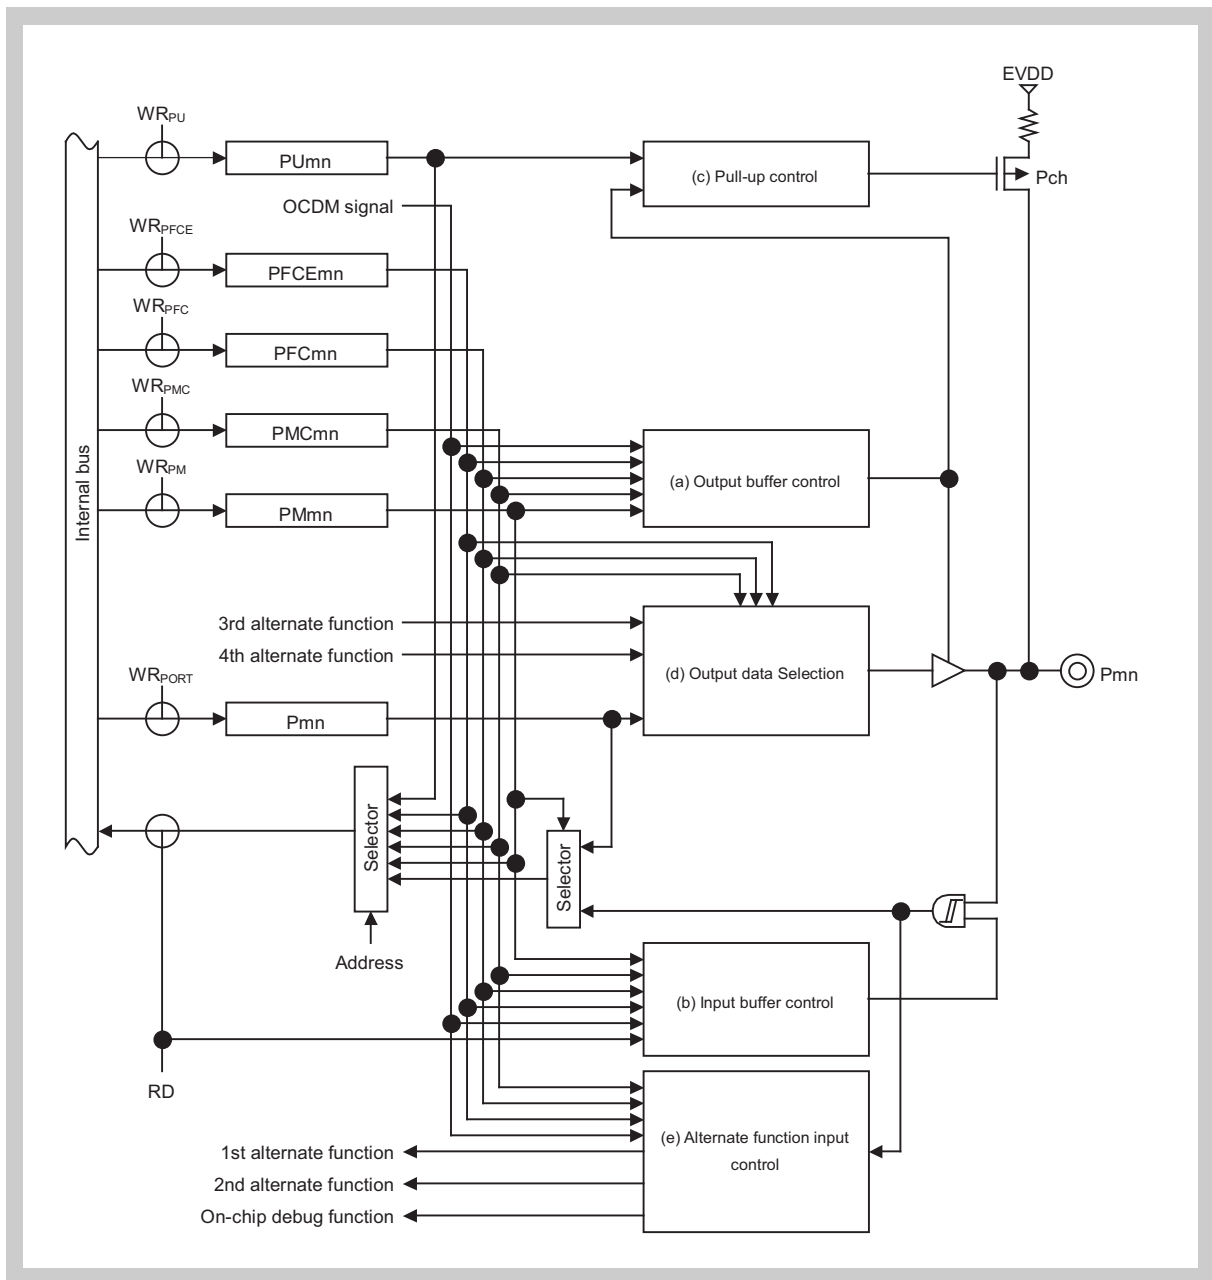 EVDD
WRPU
PUmn
(c) Pull-up control
Pch
OCDM signal
WRPFCE
PFCEmn
WRPFC
PFCmn
WRPMC
PMCmn
Internal bus
WRPM
PMmn
(a) Output buffer control
3rd alternate function
4th alternate function
(d) Output data Selection
Pmn
WRPORT
Pmn
Selector
Selector
Address
(b) Input buffer control
RD
(e) Alternate function input
control
1st alternate function
2nd alternate function
On-chip debug function